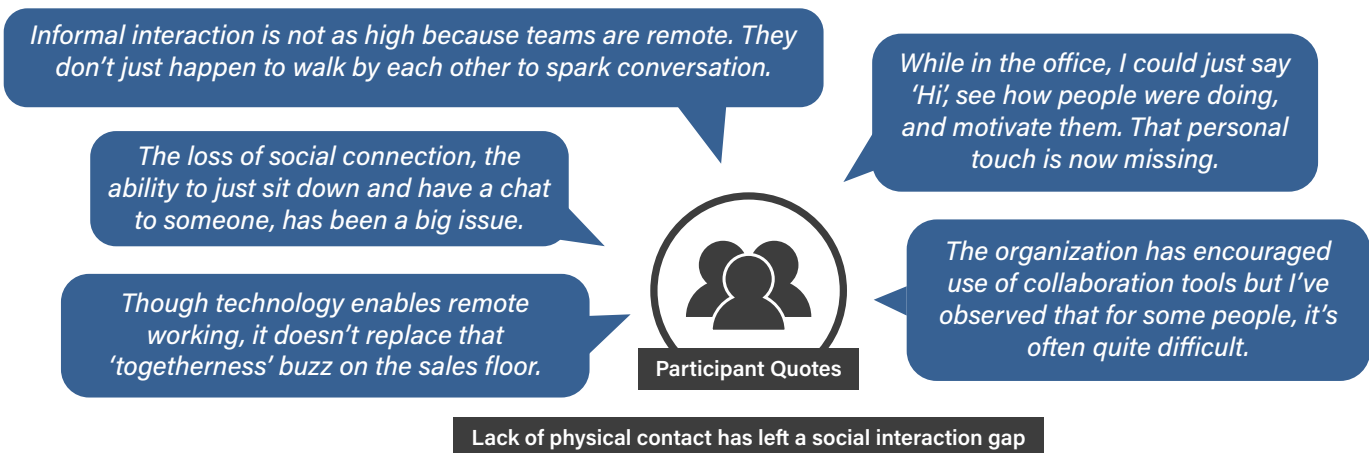 Informal interaction is not as high because teams are remote. They
don’t just happen to walk by each other to spark conversation.
While in the office, I could just say
‘Hi’, see how people were doing,
and motivate them. That personal
touch is now missing.
The loss of social connection, the
ability to just sit down and have a chat
to someone, has been a big issue.
The organization has encouraged
use of collaboration tools but I’ve
observed that for some people, it’s
often quite difficult.
Though technology enables remote
working, it doesn’t replace that
‘togetherness’ buzz on the sales floor.
Participant Quotes
Lack of physical contact has left a social interaction gap